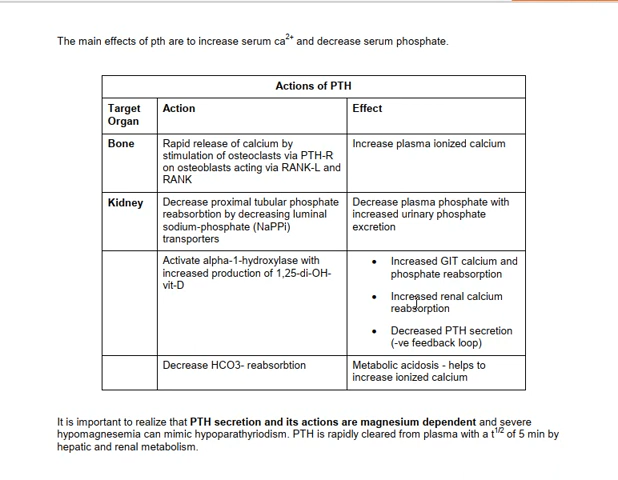 The main effects of pth are to increase serum ca2+ and decrease serum phosphate.
Actions of PTH
Target Organ
Action
Effect
Bone
Rapid release of calcium by
stimulation of osteoclasts via PTH-R
on osteoblasts acting via RANK-L and
RANK
Increase plasma ionized calcium
Kidney
Decrease proximal tubular phosphate
reabsorbtion by decreasing luminal
sodium-phosphate (NaPPi)
transporters
Decrease plasma phosphate with
increased urinary phosphate
excretion
Activate alpha-1-hydroxylase with
increased production of 1,25-di-OH-
vit-D
• Increased GIT calcium and
phosphate reabsorption
• Increased renal calcium
reabsorption
• Decreased PTH secretion
(-ve feedback loop)
Decrease HCO3- reabsorbtion
Metabolic acidosis - helps to
increase ionized calcium
It is important to realize that PTH secretion and its actions are magnesium dependent and severe
hypomagnesemia can mimic hypoparathyriodism. PTH is rapidly cleared from plasma with a t1/2 of 5 min by
hepatic and renal metabolism.